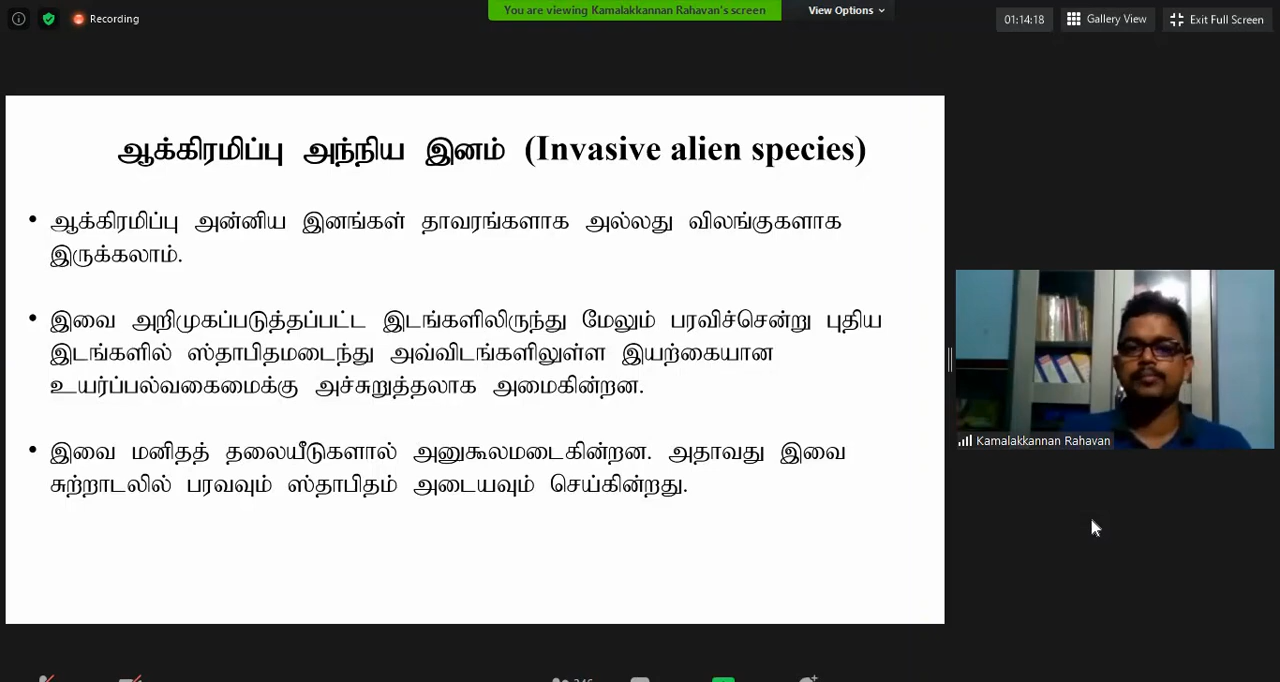 Recording
You are viewing Kamalakkannan Rahavan's screen
View Options
01:14:18
Gallery View
Exit Full Screen
ஆக்கிரமிப்பு அந்நிய இனம் (Invasive alien species)
• ஆக்கிரமிப்பு அன்னிய இனங்கள் தாவரங்களாக அல்லது விலங்குகளாக
இருக்கலாம்.
• இவை அறிமுகப்படுத்தப்பட்ட இடங்களிலிருந்து மேலும் பரவிச்சென்று புதிய
இடங்களில் ஸ்தாபிதமடைந்து அவ்விடங்களிலுள்ள இயற்கையான
உயர்ப்பல்வகைமைக்கு அச்சுறுத்தலாக அமைகின்றன.
• இவை மனிதத் தலையீடுகளால் அனுகூலமடைகின்றன. அதாவது இவை
சுற்றாடலில் பரவவும் ஸ்தாபிதம் அடையவும் செய்கின்றது.
Kamalakkannan Rahavan